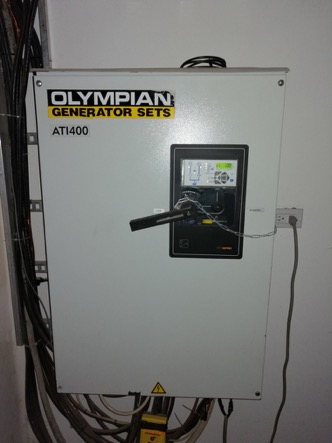 OLYMPIAN
GENERATOR SETS
ATI400